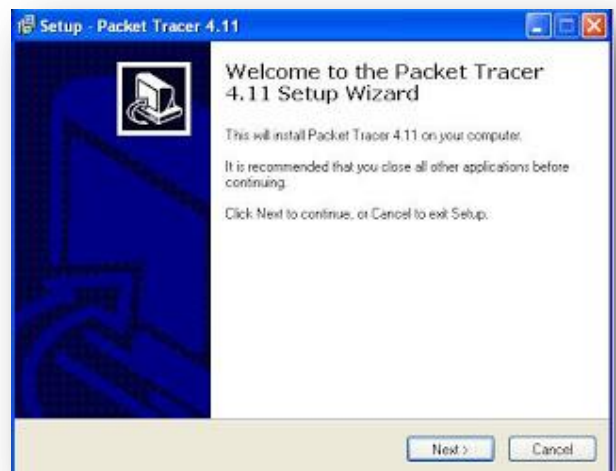 Setup - Packet Tracer 4.11
Welcome to the Packet Tracer
4.11 Setup Wizard
This will install Packet Tracer 4.11 on your computer.
It is recommended that you close all other applications before
continuing.
Click Next to continue, or Cancel to exit Setup.
Next >
Cancel